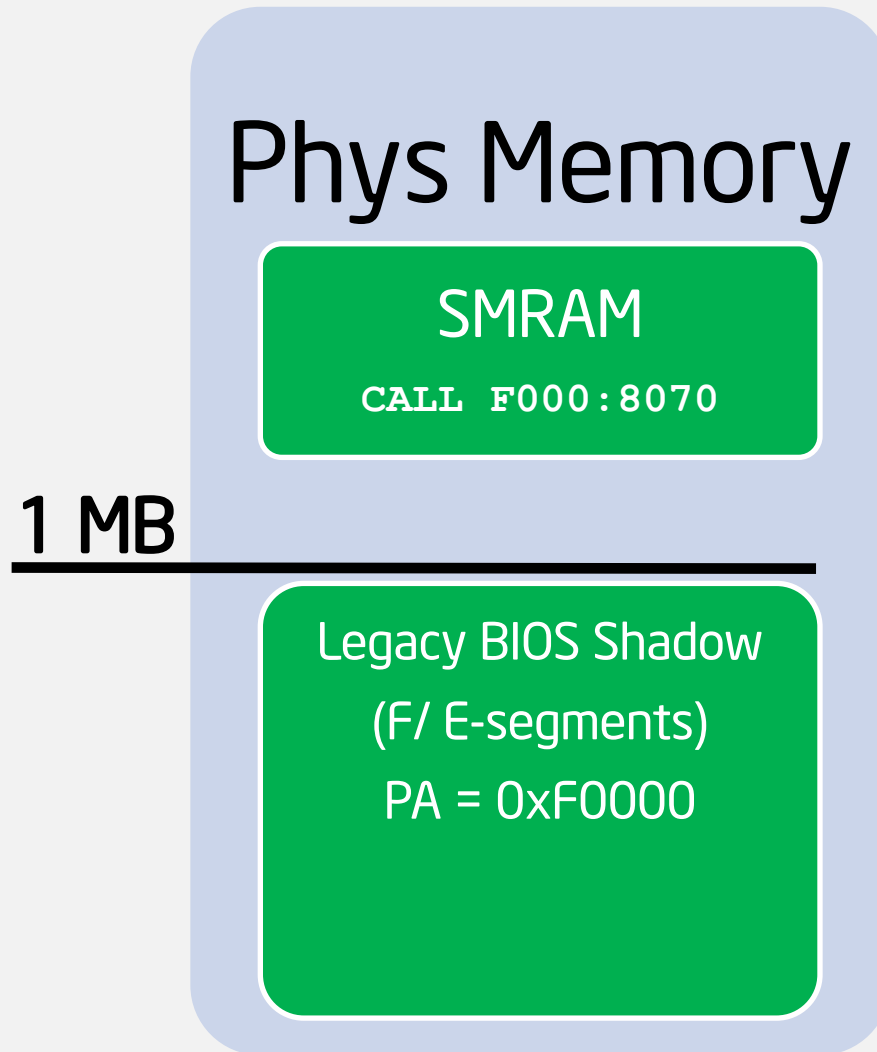 Phys Memory
SMRAM
CALL F000:8070
1 MB
Legacy BIOS Shadow
(F/ E-segments)
PA = 0xF0000